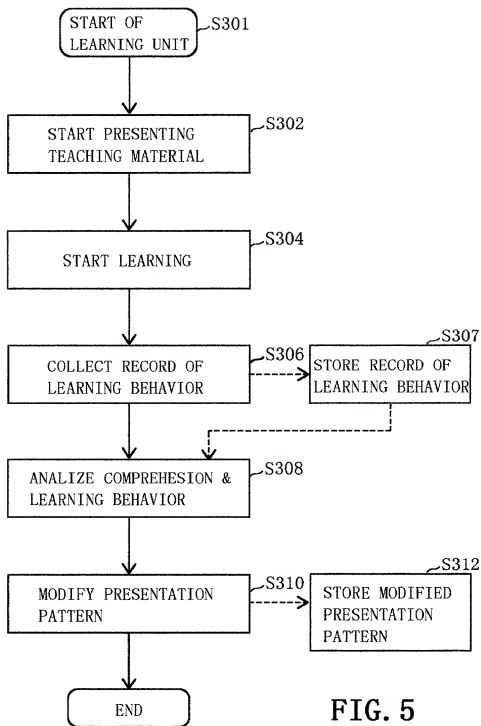 START OF
LEARNING UNIT
S301
START PRESENTING
TEACHING MATERIAL
S302
START LEARNING
S304
COLLECT RECORD OF
LEARNING BEHAVIOR
S306
STORE RECORD OF
LEARNING BEHAVIOR
S307
ANALIZE COMPREHESION &
LEARNING BEHAVIOR
S308
MODIFY PRESENTATION
PATTERN
S310
STORE MODIFIED
PRESENTATION
PATTERN
S312
END
FIG. 5